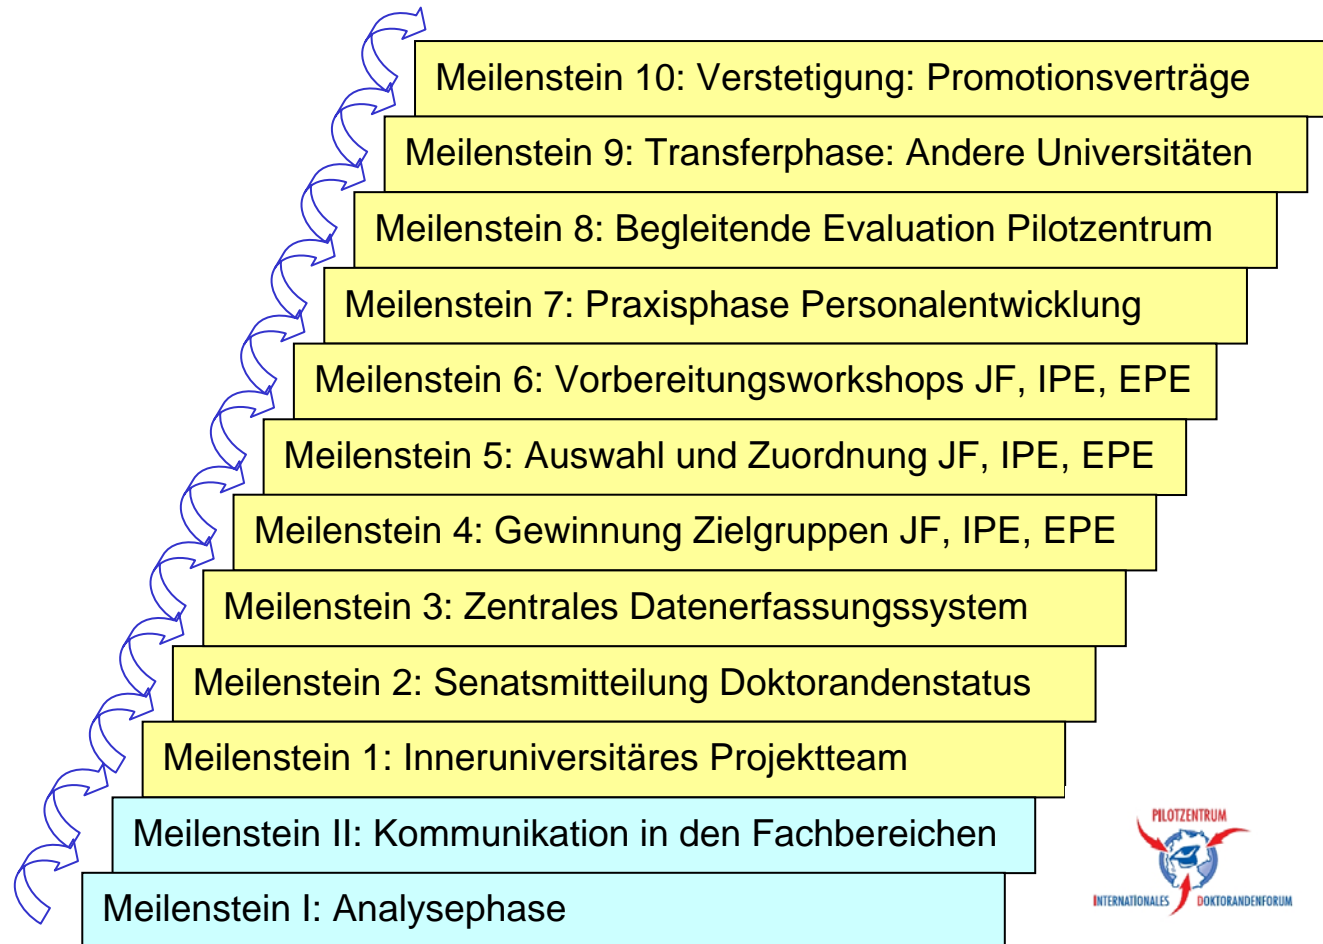 Meilenstein 10: Verstetigung: Promotionsverträge
Meilenstein 9: Transferphase: Andere Universitäten
Meilenstein 8: Begleitende Evaluation Pilotzentrum
Meilenstein 7: Praxisphase Personalentwicklung
Meilenstein 6: Vorbereitungsworkshops JF, IPE, EPE
Meilenstein 5: Auswahl und Zuordnung JF, IPE, EPE
Meilenstein 4: Gewinnung Zielgruppen JF, IPE, EPE
Meilenstein 3: Zentrales Datenerfassungssystem
Meilenstein 2: Senatsmitteilung Doktorandenstatus
Meilenstein 1: Inneruniversitäres Projektteam
Meilenstein II: Kommunikation in den Fachbereichen
Meilenstein I: Analysephase
PILOTZENTRUM
INTERNATIONALES DOKTORANDENFORUM